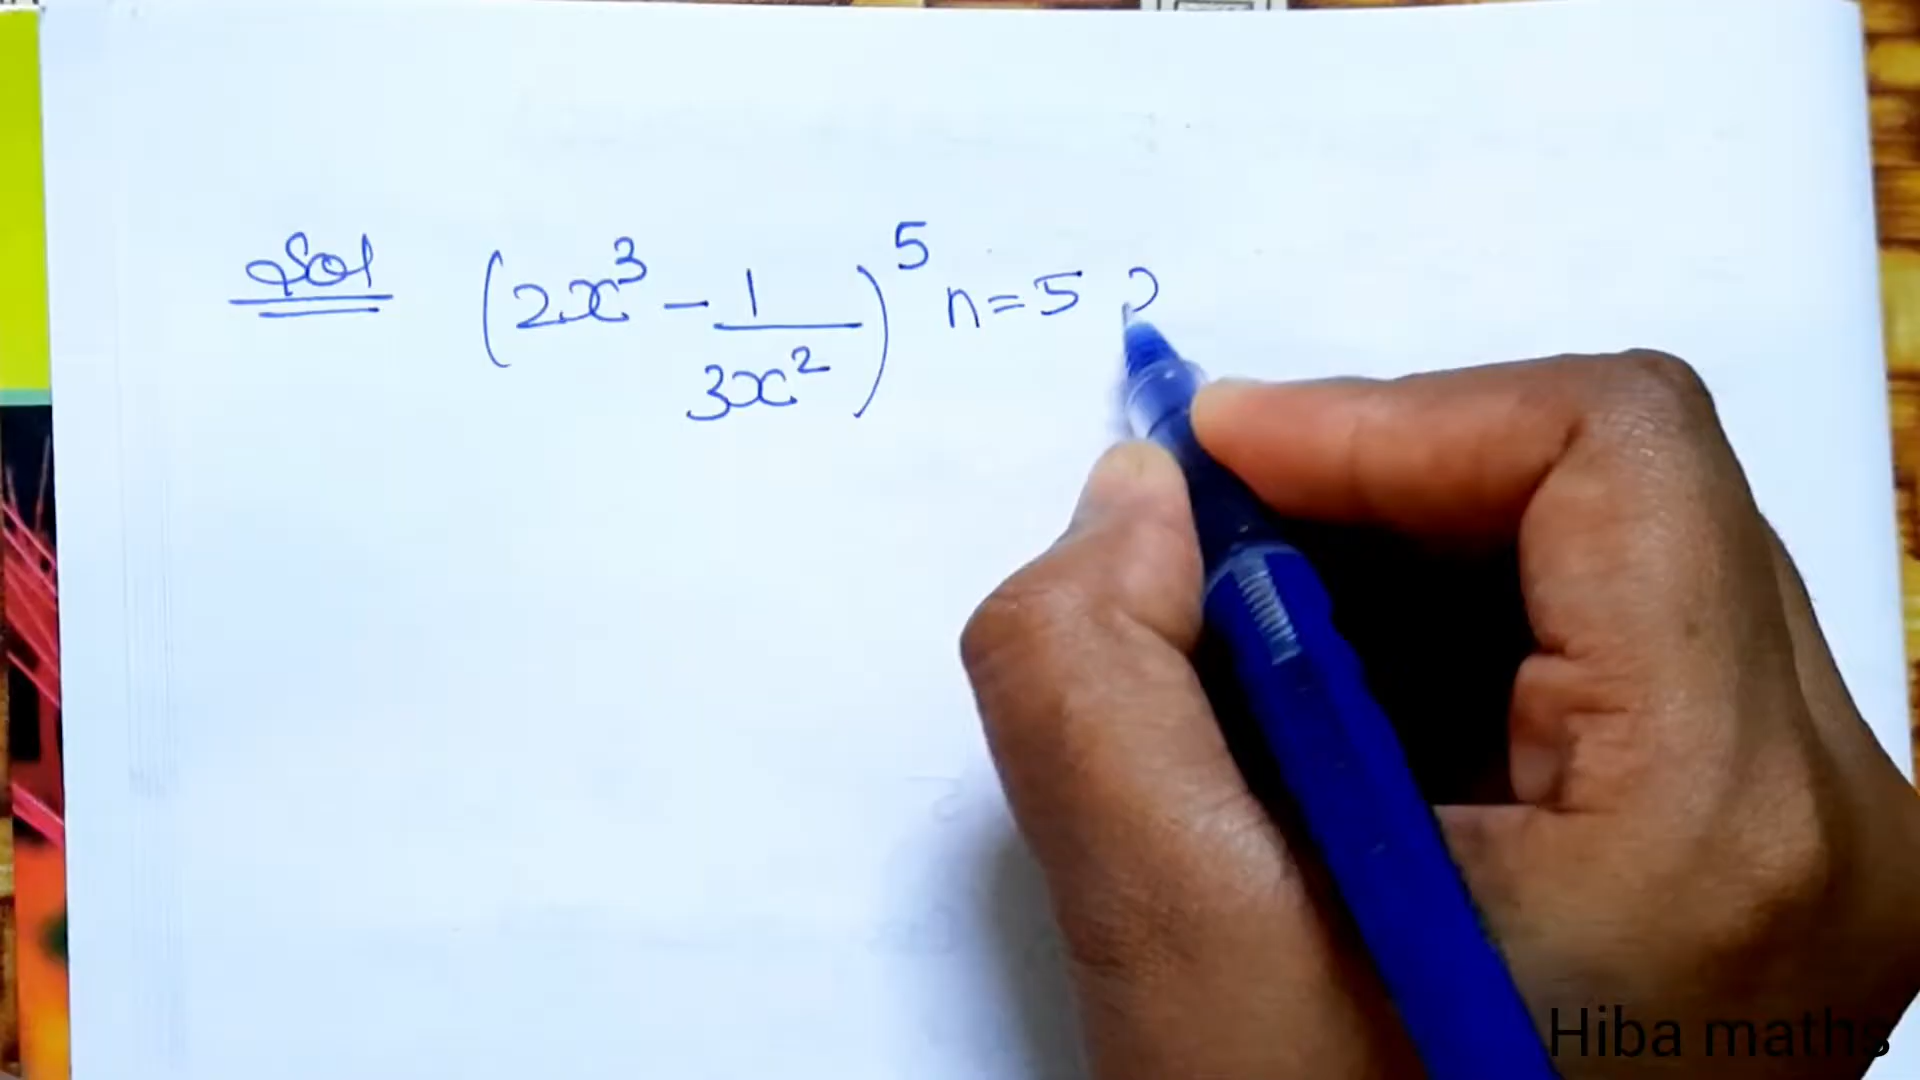 Sol (2x³ - 1/3x²)⁵ n=5
Hiba maths